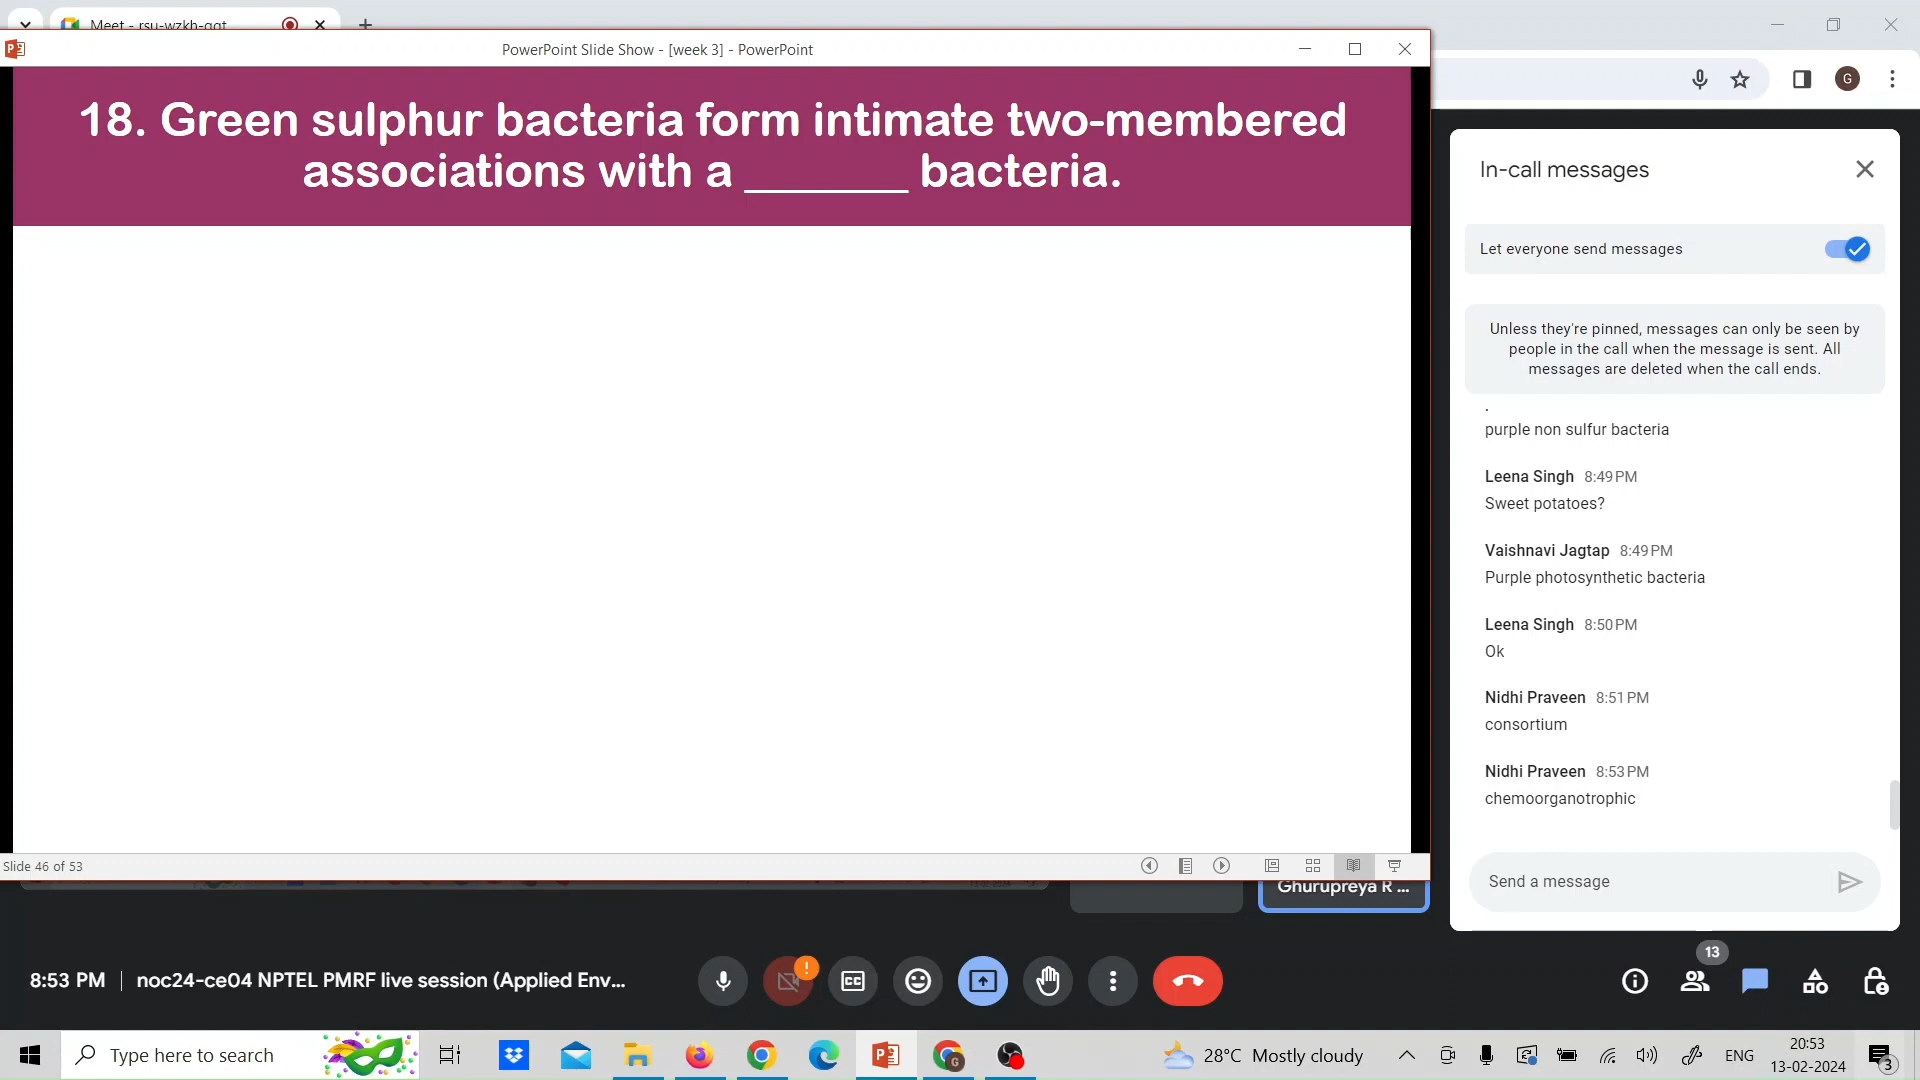 Meet - rsu-wzkh-qqt
PowerPoint Slide Show - [week 3] - PowerPoint
18. Green sulphur bacteria form intimate two-membered
associations with a _______ bacteria.
Slide 46 of 53
G
In-call messages
Let everyone send messages
Unless they're pinned, messages can only be seen by
people in the call when the message is sent. All
messages are deleted when the call ends.
purple non sulfur bacteria
Leena Singh 8:49 PM
Sweet potatoes?
Vaishnavi Jagtap 8:49 PM
Purple photosynthetic bacteria
Leena Singh 8:50 PM
Ok
Nidhi Praveen 8:51 PM
consortium
Nidhi Praveen 8:53 PM
chemoorganotrophic
Send a message
Ghurupreya R ...
13
8:53 PM | noc24-ce04 NPTEL PMRF live session (Applied Env...
Type here to search
28°C Mostly cloudy
ENG
20:53
13-02-2024
3